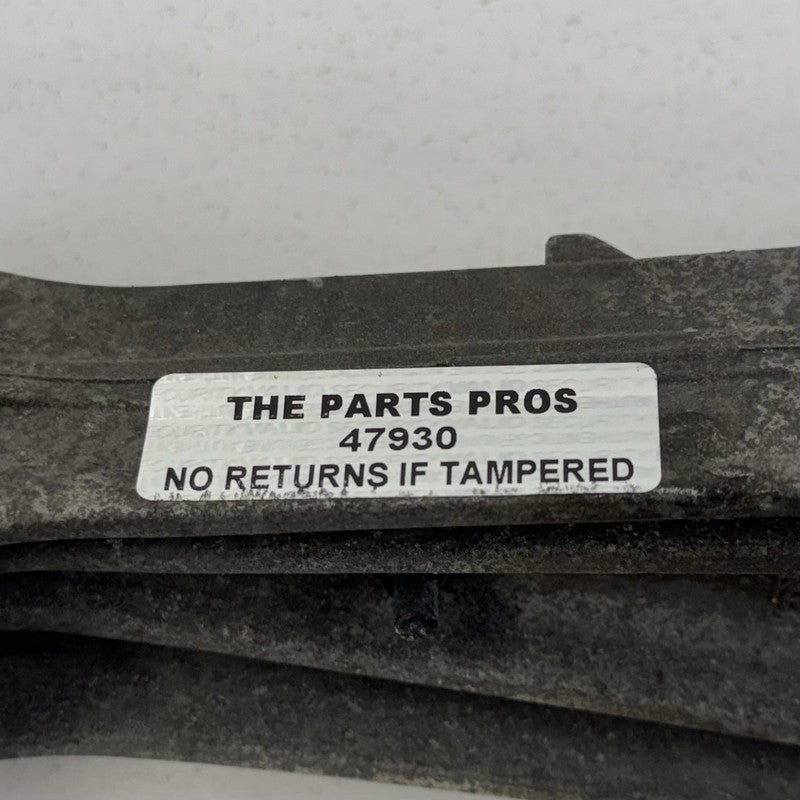 THE PARTS PROS
47930
NO RETURNS IF TAMPERED